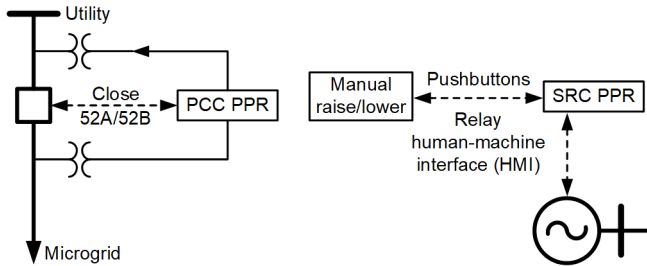 Utility
Close
52A/52B
PCC PPR
Microgrid
Manual
raise/lower
Pushbuttons
Relay
human-machine
interface (HMI)
SRC PPR